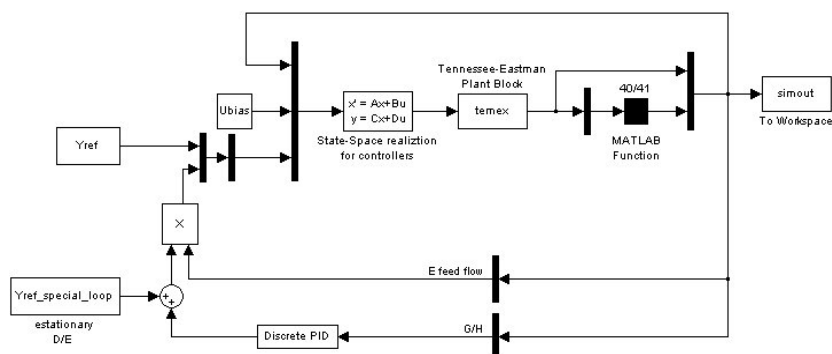 Tennessee-Eastman
Plant Block
40/41
Ubias
x' = Ax+Bu
y = Cx+Du
temex
simout
To Workspace
State-Space realiztion
for controllers
MATLAB
Function
Yref
X
E feed flow
Yref_special_loop
+
+
estationary
D/E
Discrete PID
G/H